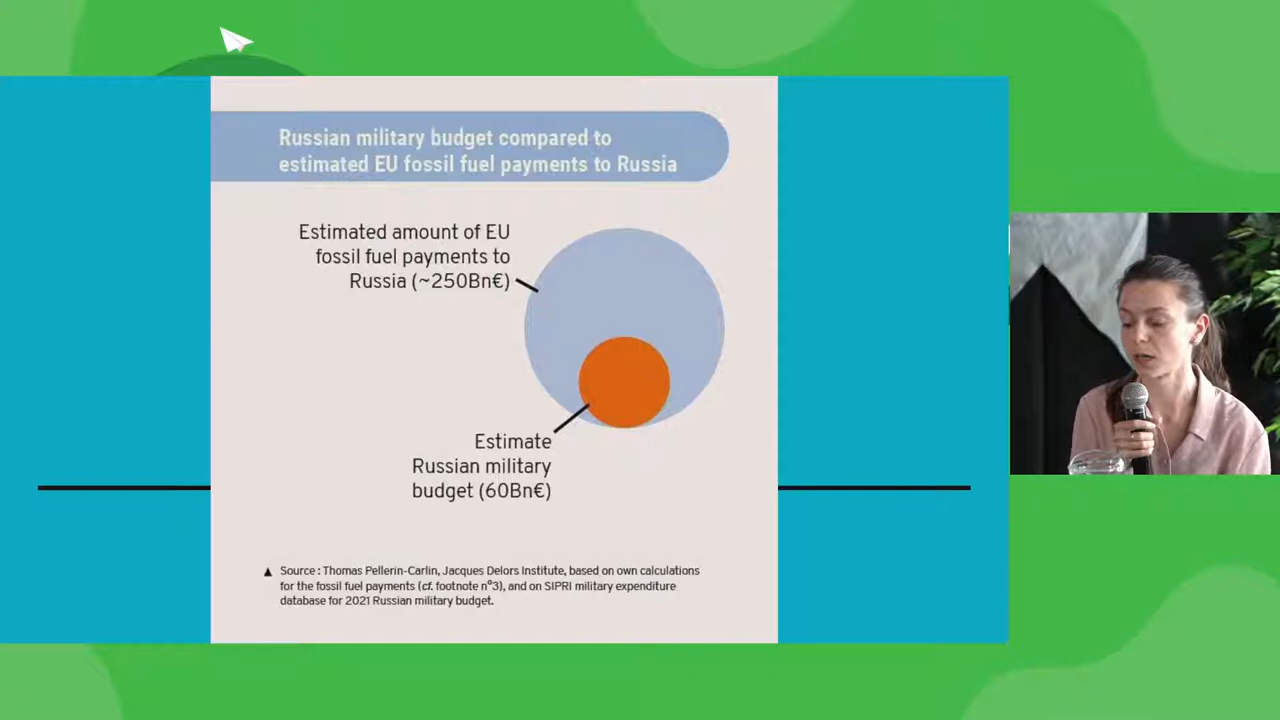 Russian military budget compared to
estimated EU fossil fuel payments to Russia
Estimated amount of EU
fossil fuel payments to
Russia (~250Bn€)
Estimate
Russian military
budget (60Bn€)
▲ Source : Thomas Pellerin-Carlin, Jacques Delors Institute, based on own calculations
for the fossil fuel payments (cf. footnote n°3), and on SIPRI military expenditure
database for 2021 Russian military budget.